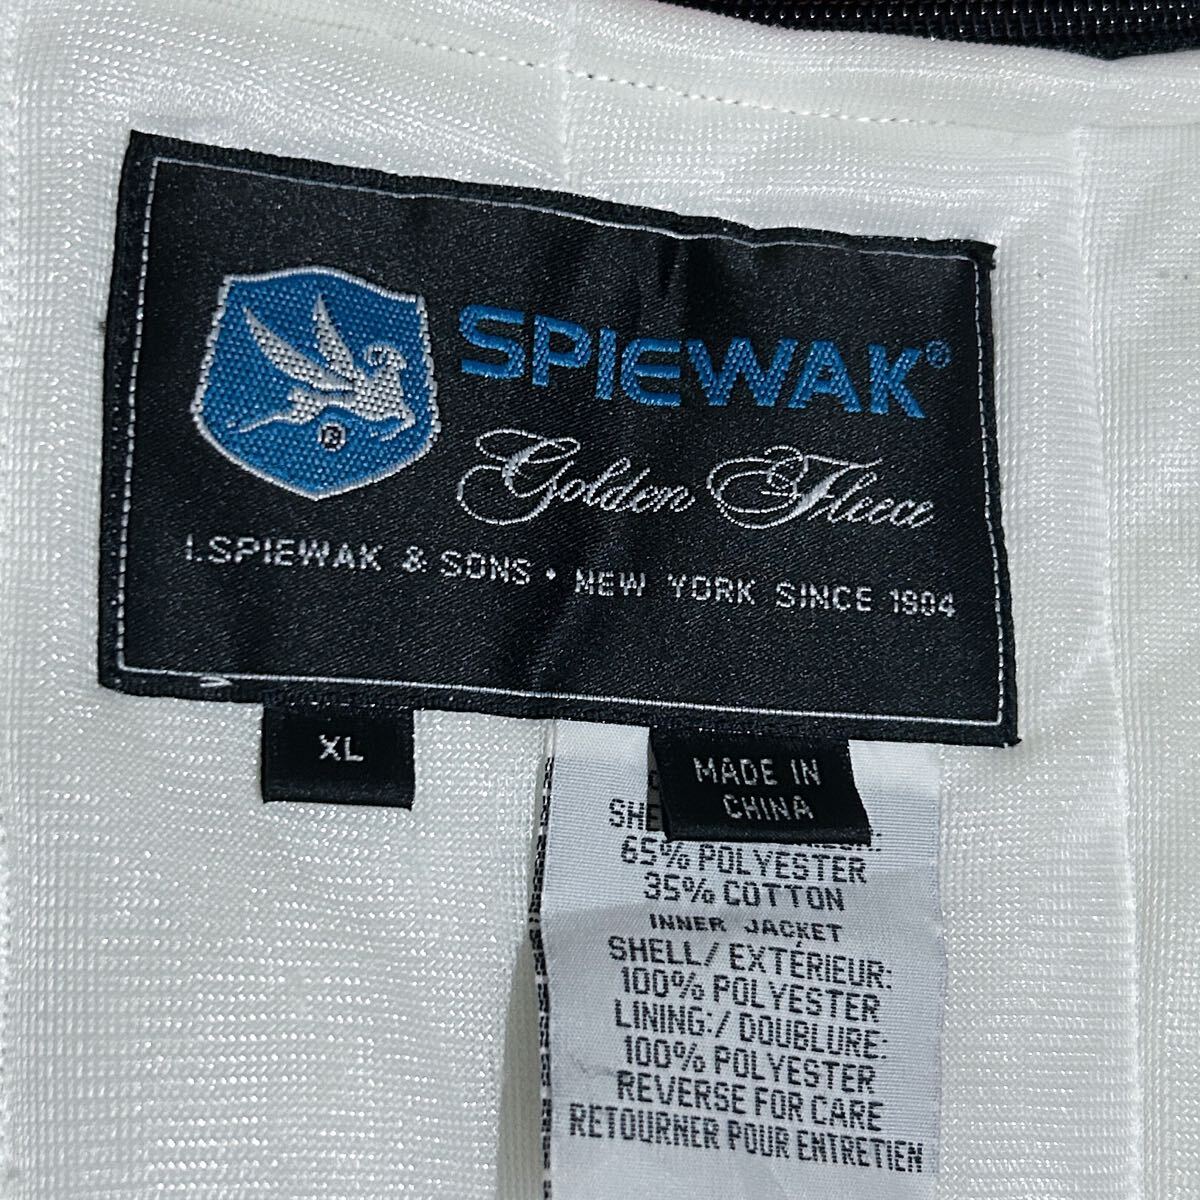 SPIEWAK®
®
Golden Fleece
I.SPIEWAK & SONS • NEW YORK SINCE 1904
XL
MADE IN
CHINA
65% POLYESTER
35% COTTON
INNER JACKET
SHELL/EXTÉRIEUR:
100% POLYESTER
LINING:/DOUBLURE:
100% POLYESTER
REVERSE FOR CARE
RETOURNER POUR ENTRETIEN